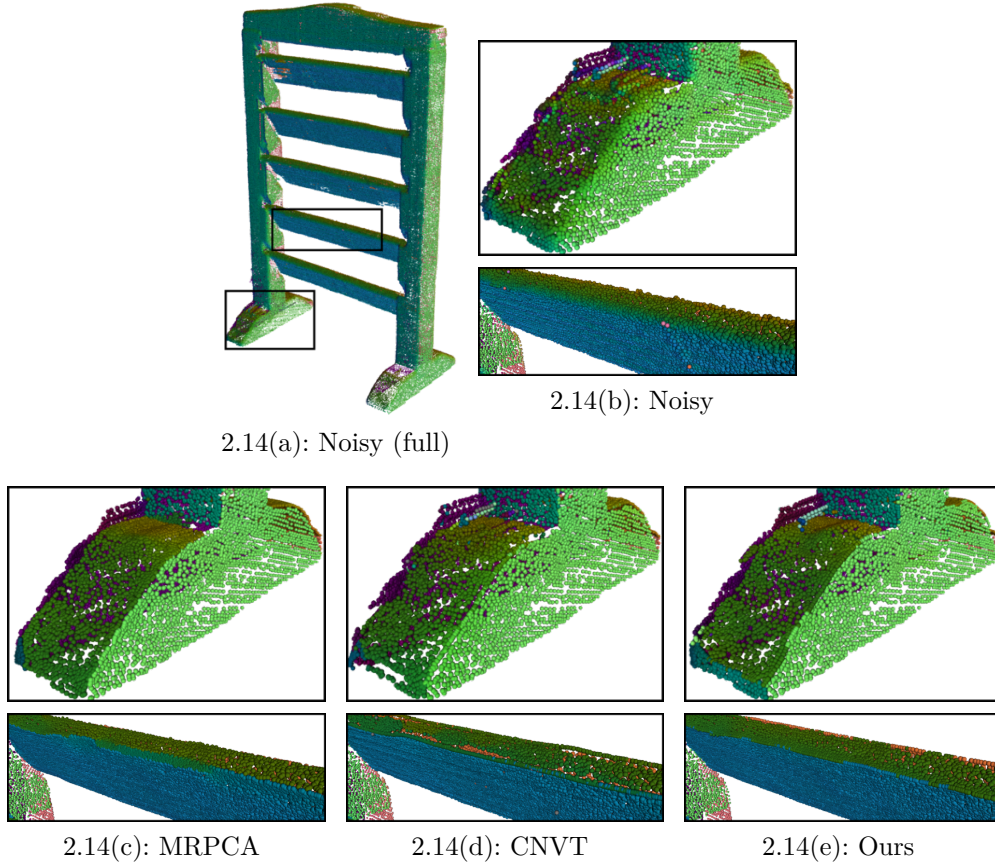 2.14(b): Noisy
2.14(a): Noisy (full)
2.14(c): MRPCA
2.14(d): CNVT
2.14(e): Ours